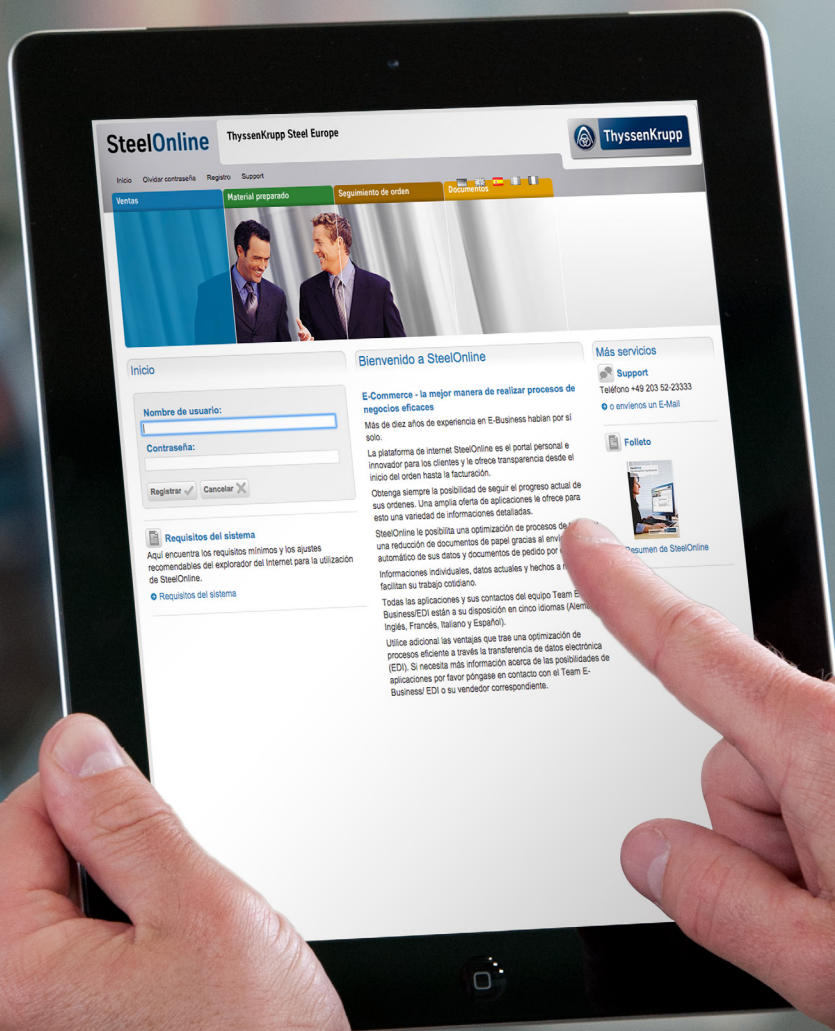 SteelOnline
ThyssenKrupp Steel Europe
ThyssenKrupp
Inicio Olvidar contraseña Registro Support
Ventas
Material preparado
Seguimiento de orden
Documentos
Inicio
Nombre de usuario:
Contraseña:
Registrar
Cancelar
Requisitos del sistema
Aquí encuentra los requisitos mínimos y los ajustes
recomendables del explorador del Internet para la utilización
de SteelOnline.
Requisitos del sistema
Bienvenido a SteelOnline
E-Commerce - la mejor manera de realizar procesos de
negocios eficaces
Más de diez años de experiencia en E-Business hablan por sí
solo.
La plataforma de internet SteelOnline es el portal personal e
innovador para los clientes y le ofrece transparencia desde el
inicio del orden hasta la facturación.
Obtenga siempre la posibilidad de seguir el progreso actual de
sus ordenes. Una amplia oferta de aplicaciones le ofrece para
esto una variedad de informaciones detalladas.
SteelOnline le posibilita una optimización de procesos de
una reducción de documentos de papel gracias al
automático de sus datos y documentos de pedido por
Informaciones individuales, datos actuales y hechos a
facilitan su trabajo cotidiano.
Todas las aplicaciones y sus contactos del equipo Team
Business/EDI están a su disposición en cinco idiomas
Inglés, Francés, Italiano y Español).
Utilice adicional las ventajas que trae una optimización de
procesos eficiente a través la transferencia de datos electrónica
(EDI). Si necesita más información acerca de las posibilidades de
aplicaciones por favor póngase en contacto con el Team E-
Business/ EDI o su vendedor correspondiente.
Más servicios
Support
Teléfono +49 203 52-23333
o envíenos un E-Mail
Folleto
Resumen de SteelOnline